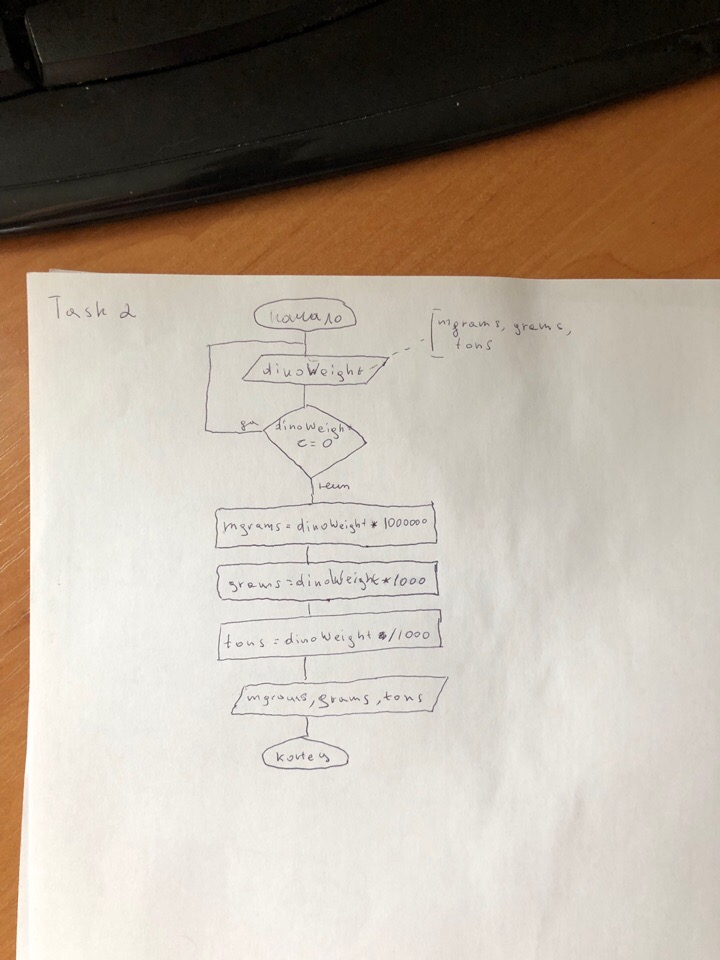 Task 2
начало
dinoWeight
mgrams, grams,
tons
да
dinoWeight
<= 0
нет
mgrams = dinoWeight * 1000000
grams = dinoWeight * 1000
tons = dinoWeight /1000
mgrams, grams, tons
конец